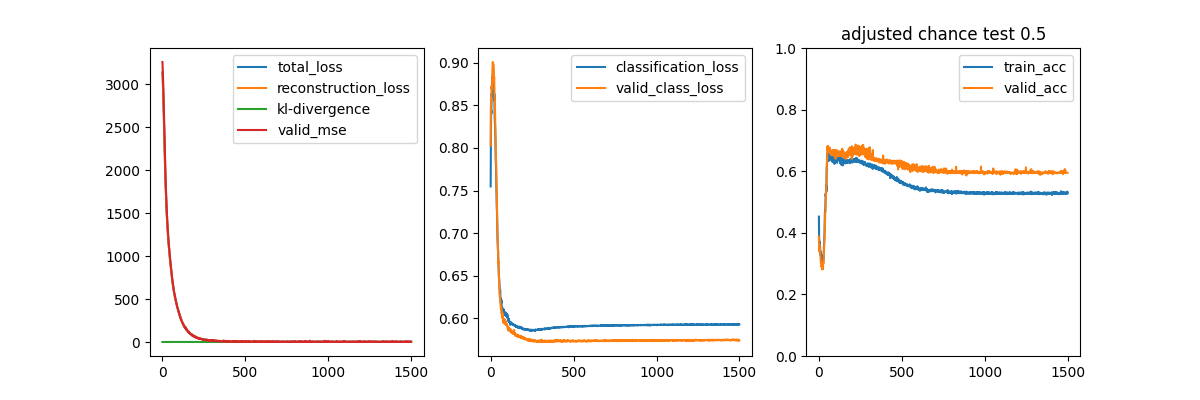 adjusted chance test 0.5
total_loss
reconstruction_loss
kl-divergence
valid_mse
3000
2500
2000
1500
1000
500
0
0 500 1000 1500
classification_loss
valid_class_loss
0.90
0.85
0.80
0.75
0.70
0.65
0.60
0 500 1000 1500
train_acc
valid_acc
1.0
0.8
0.6
0.4
0.2
0.0
0 500 1000 1500